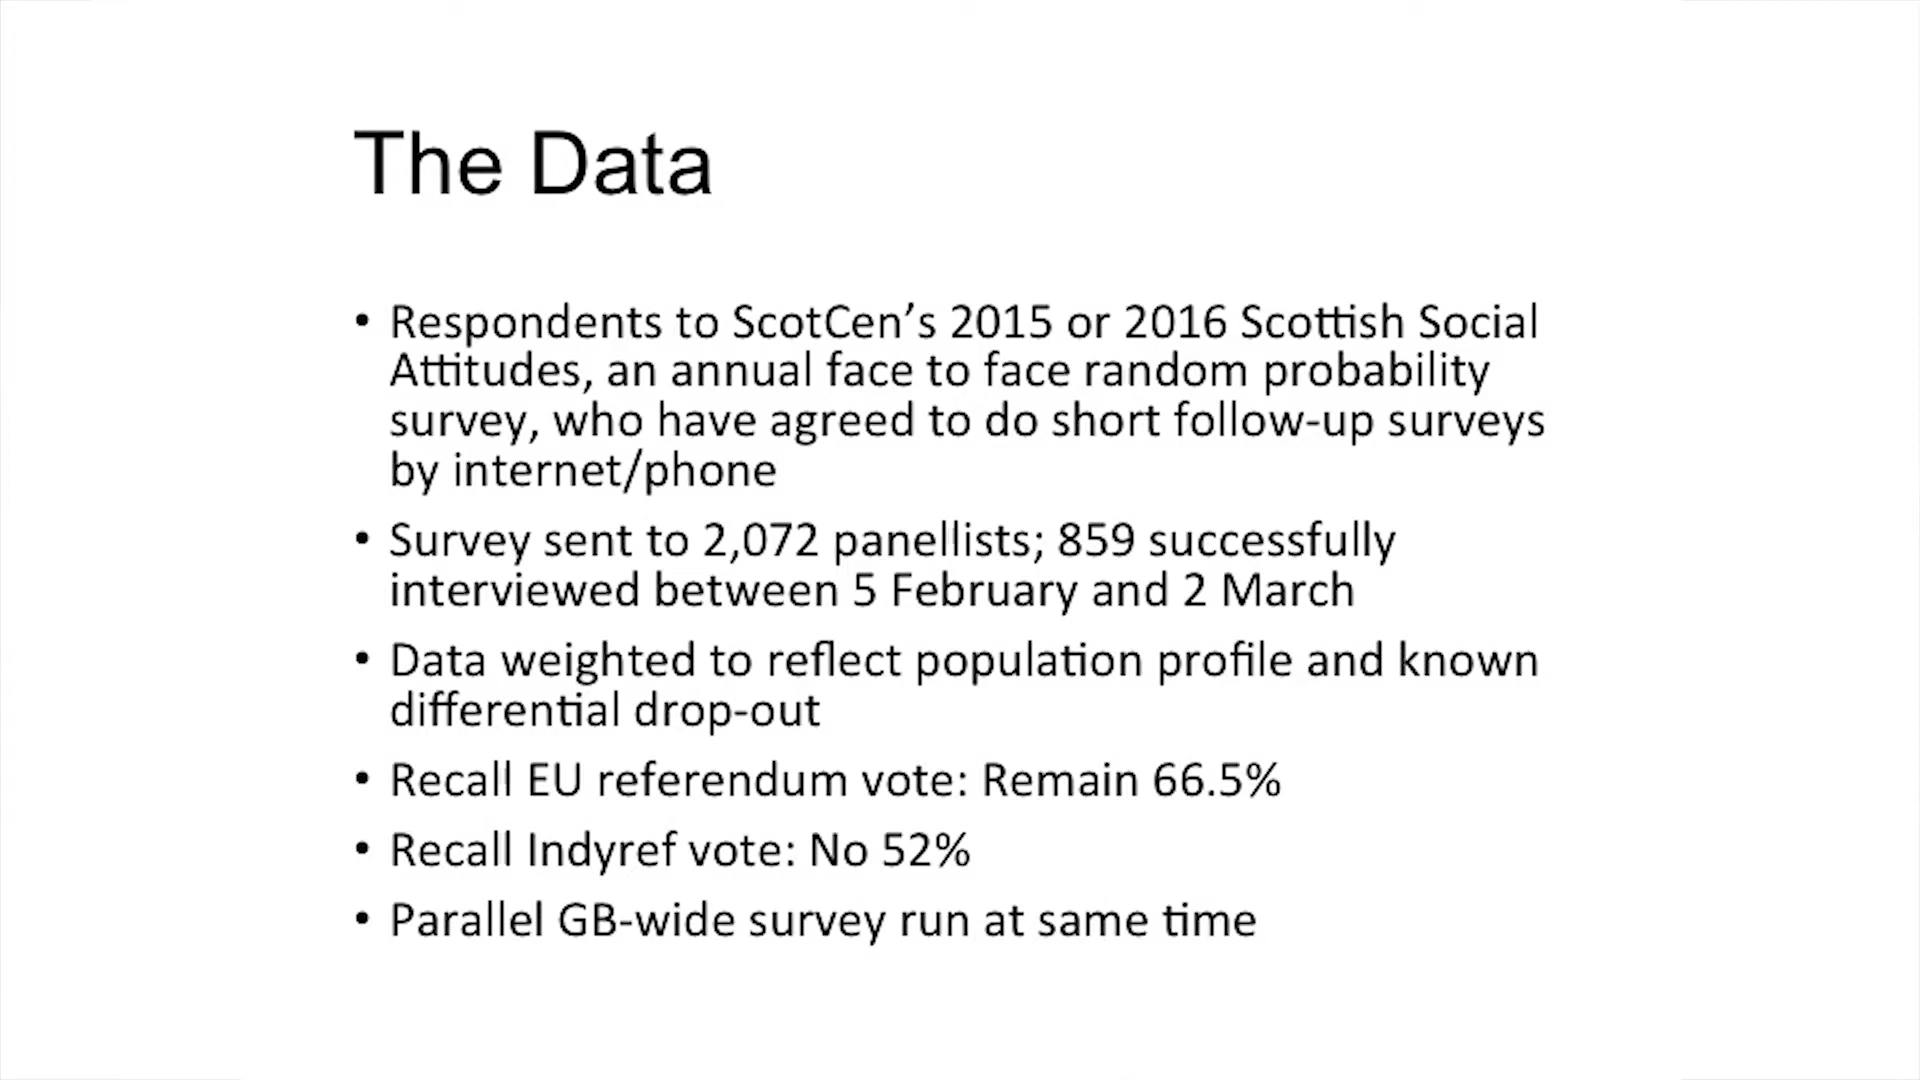 The Data
• Respondents to ScotCen’s 2015 or 2016 Scottish Social
Attitudes, an annual face to face random probability
survey, who have agreed to do short follow-up surveys
by internet/phone
• Survey sent to 2,072 panellists; 859 successfully
interviewed between 5 February and 2 March
• Data weighted to reflect population profile and known
differential drop-out
• Recall EU referendum vote: Remain 66.5%
• Recall Indyref vote: No 52%
• Parallel GB-wide survey run at same time